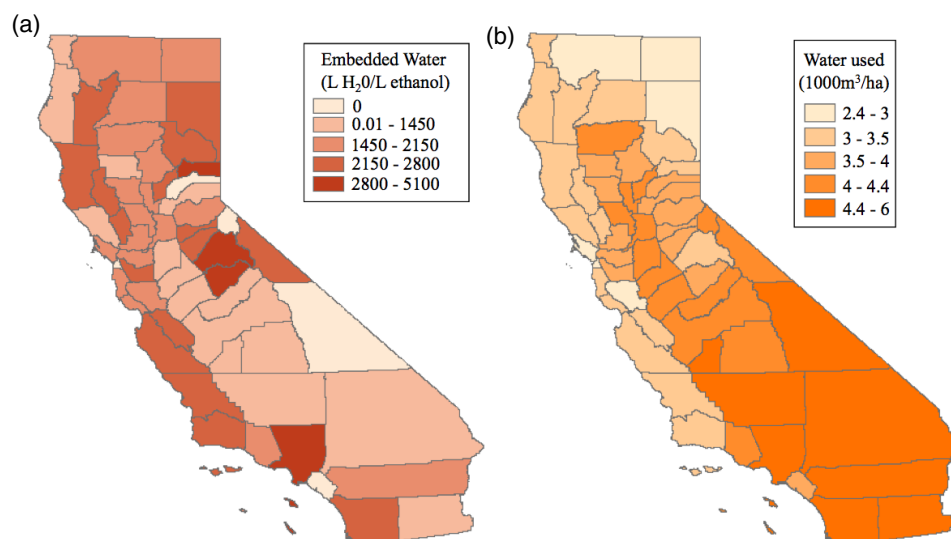 (a)
Embedded Water
(L H₂0/L ethanol)
0
0.01 - 1450
1450 - 2150
2150 - 2800
2800 - 5100
(b)
Water used
(1000m³/ha)
2.4 - 3
3 - 3.5
3.5 - 4
4 - 4.4
4.4 - 6